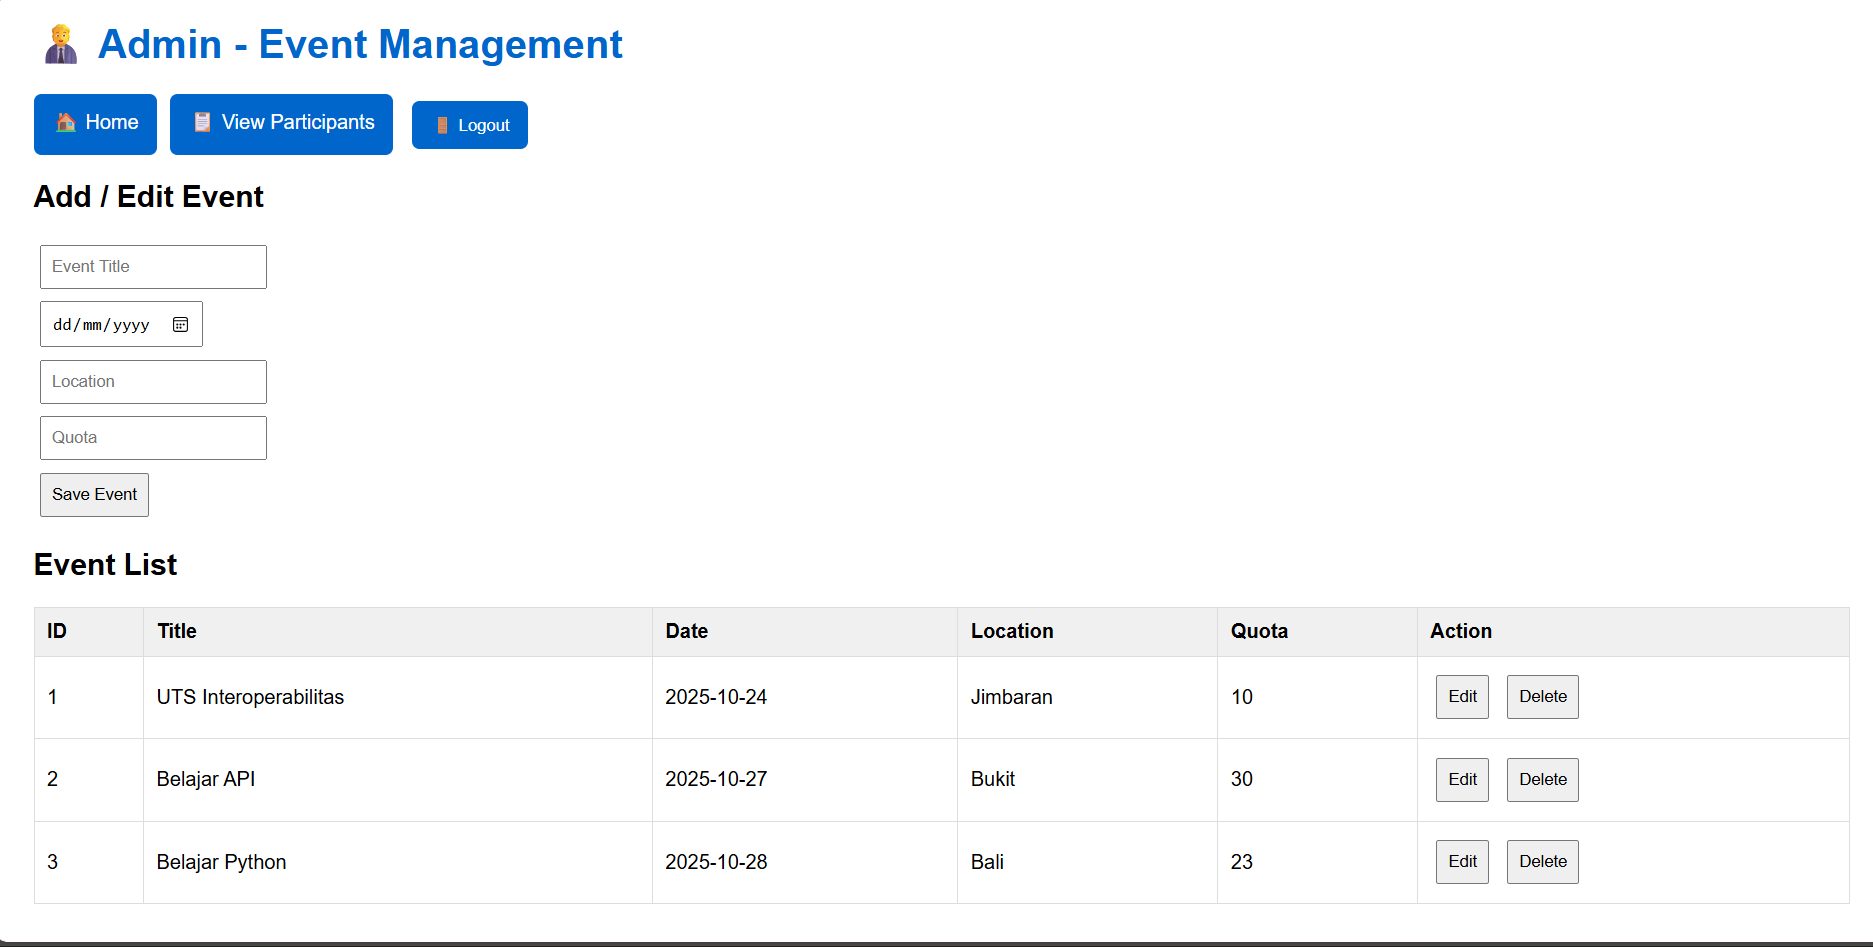 Admin - Event Management
Home View Participants Logout
Add / Edit Event
Event Title
dd/mm/yyyy
Location
Quota
Save Event
Event List
ID Title Date Location Quota Action
1 UTS Interoperabilitas 2025-10-24 Jimbaran 10 Edit Delete
2 Belajar API 2025-10-27 Bukit 30 Edit Delete
3 Belajar Python 2025-10-28 Bali 23 Edit Delete